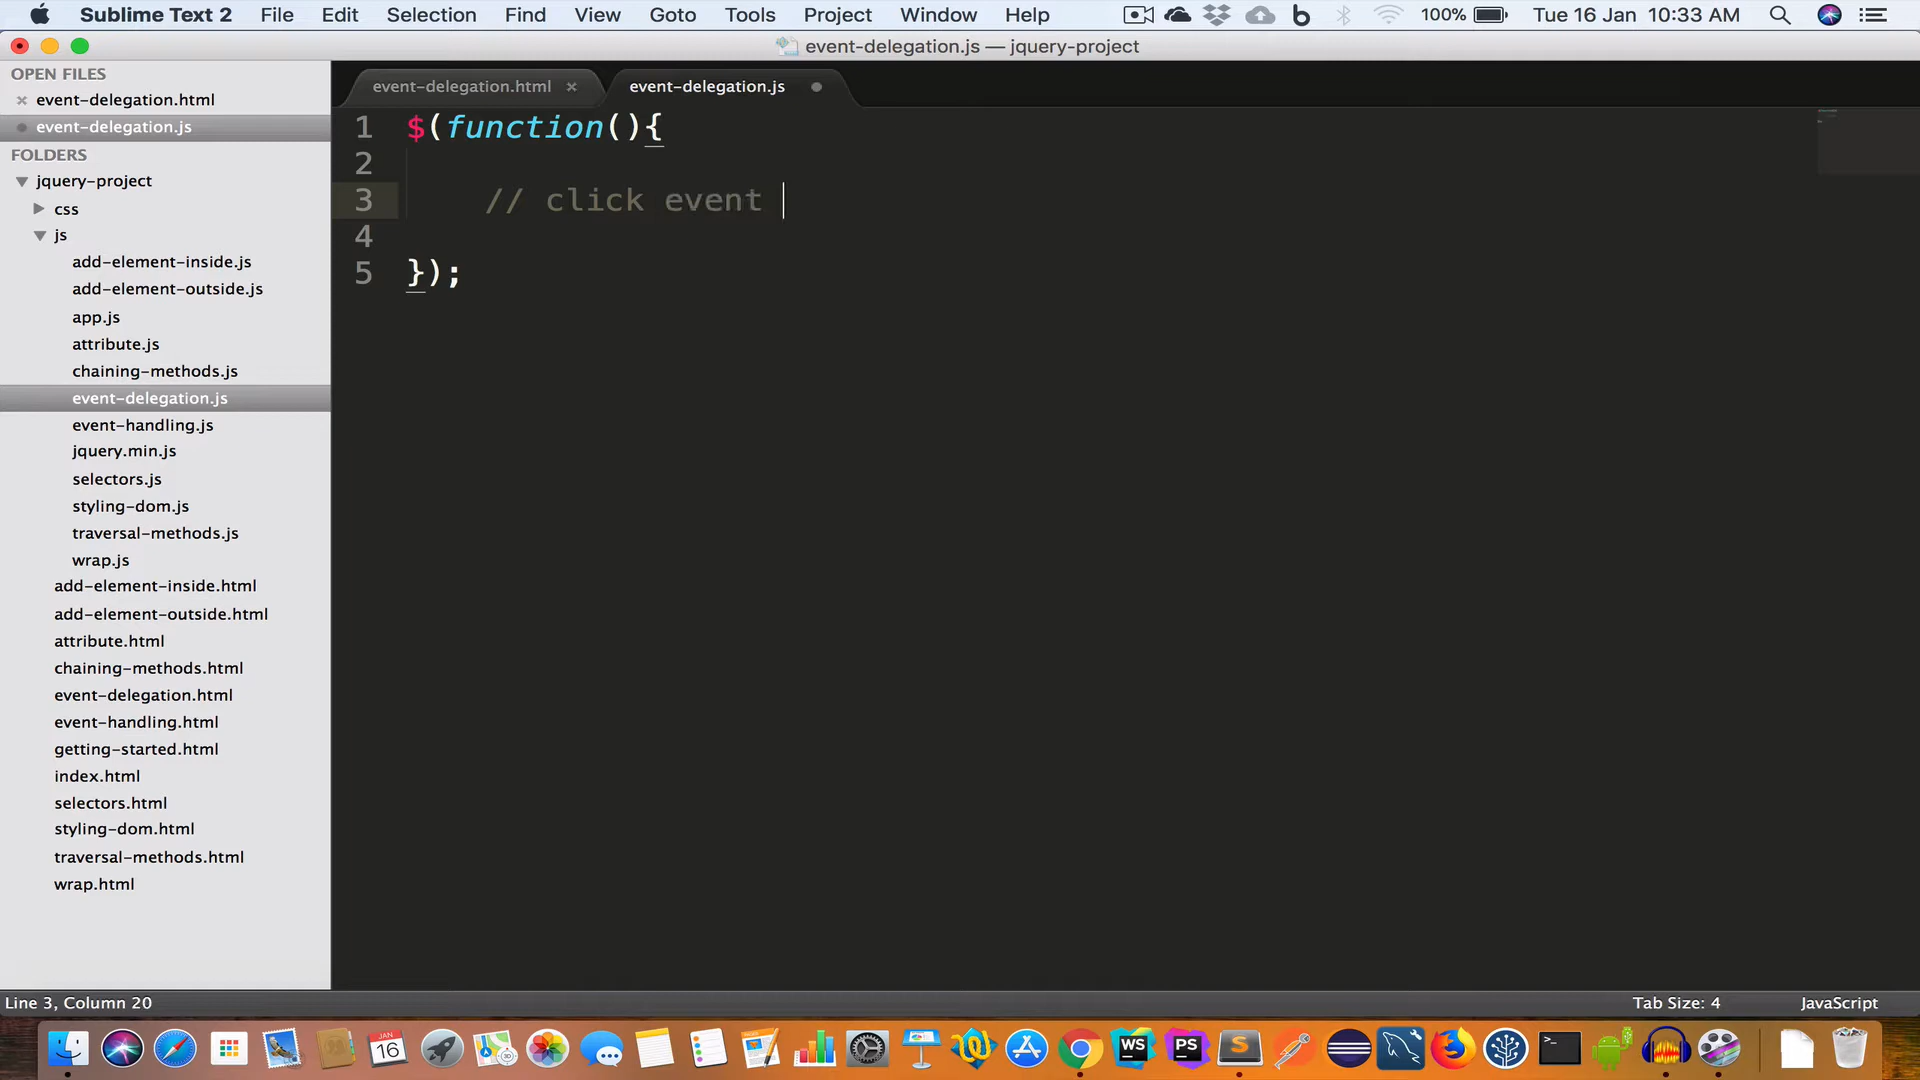 Sublime Text 2 File Edit Selection Find View Goto Tools Project Window Help 100% Tue 16 Jan 10:33 AM
event-delegation.js — jquery-project
OPEN FILES
event-delegation.html
event-delegation.js
FOLDERS
jquery-project
css
js
add-element-inside.js
add-element-outside.js
app.js
attribute.js
chaining-methods.js
event-delegation.js
event-handling.js
jquery.min.js
selectors.js
styling-dom.js
traversal-methods.js
wrap.js
add-element-inside.html
add-element-outside.html
attribute.html
chaining-methods.html
event-delegation.html
event-handling.html
getting-started.html
index.html
selectors.html
styling-dom.html
traversal-methods.html
wrap.html
event-delegation.html event-delegation.js
1 $(function(){
2
3 // click event
4
5 });
Line 3, Column 20 Tab Size: 4 JavaScript
JAN 16 3D WS PS S >_